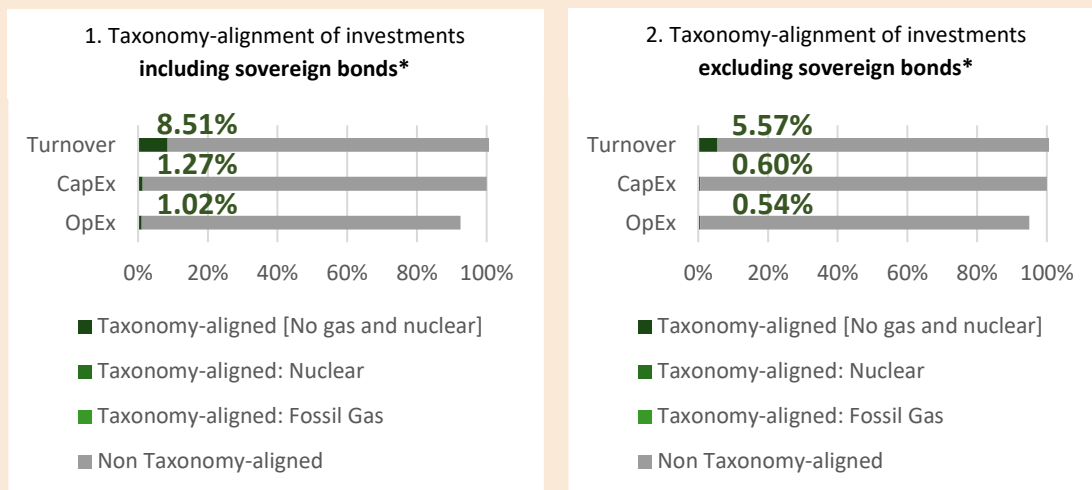 1. Taxonomy-alignment of investments
including sovereign bonds*
8.51%
Turnover
1.27%
CapEx
1.02%
OpEx
0% 20% 40% 60% 80% 100%
Taxonomy-aligned [No gas and nuclear]
Taxonomy-aligned: Nuclear
Taxonomy-aligned: Fossil Gas
Non Taxonomy-aligned
2. Taxonomy-alignment of investments
excluding sovereign bonds*
5.57%
Turnover
0.60%
CapEx
0.54%
OpEx
0% 20% 40% 60% 80% 100%
Taxonomy-aligned [No gas and nuclear]
Taxonomy-aligned: Nuclear
Taxonomy-aligned: Fossil Gas
Non Taxonomy-aligned